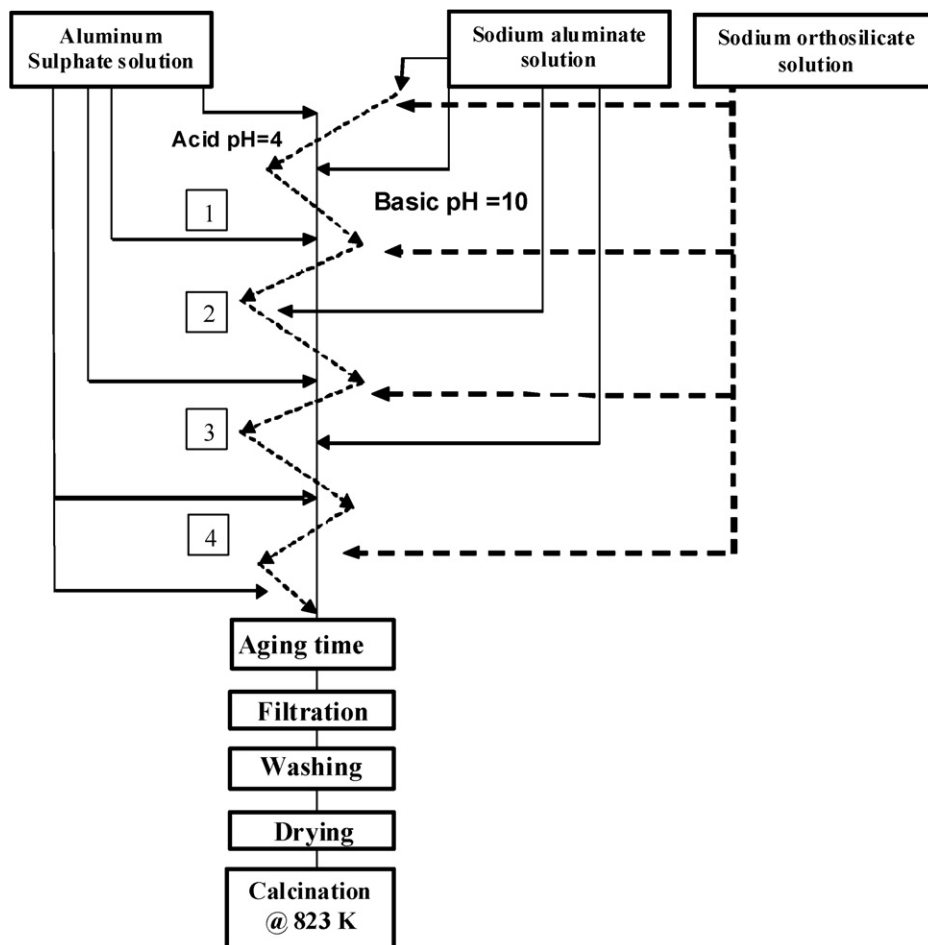 Aluminum
Sulphate solution
Sodium aluminate
solution
Sodium orthosilicate
solution
Acid pH=4
Basic pH =10
1
2
3
4
Aging time
Filtration
Washing
Drying
Calcination
@ 823 K